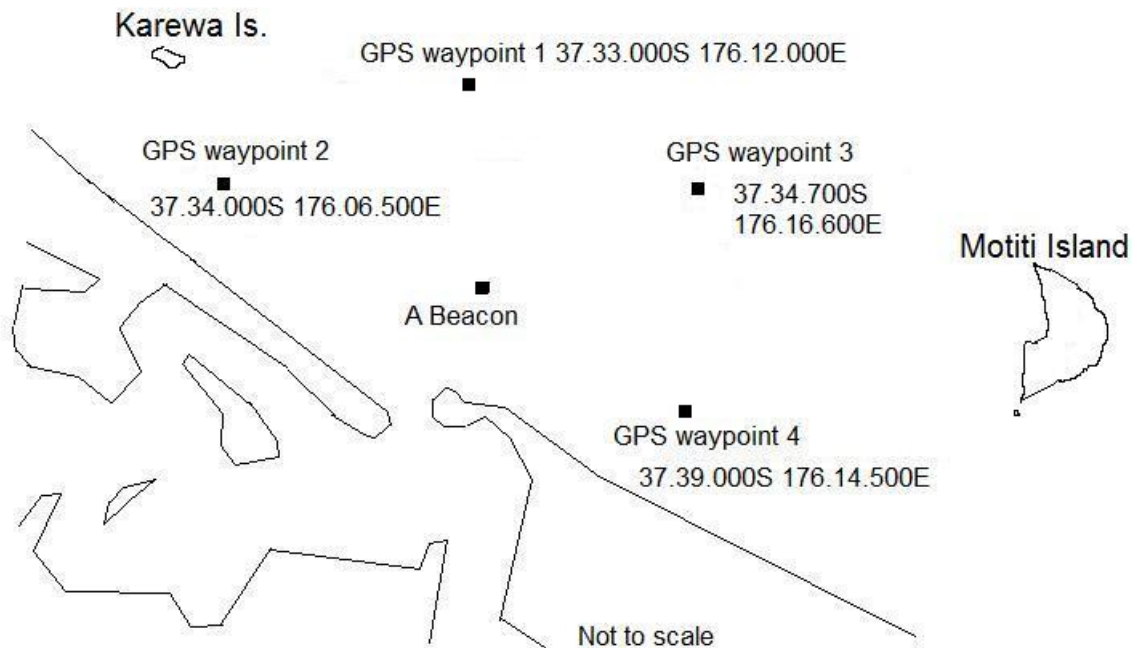 Karewa Is.
GPS waypoint 1 37.33.000S 176.12.000E
GPS waypoint 2
37.34.000S 176.06.500E
GPS waypoint 3
37.34.700S
176.16.600E
Motiti Island
A Beacon
GPS waypoint 4
37.39.000S 176.14.500E
Not to scale